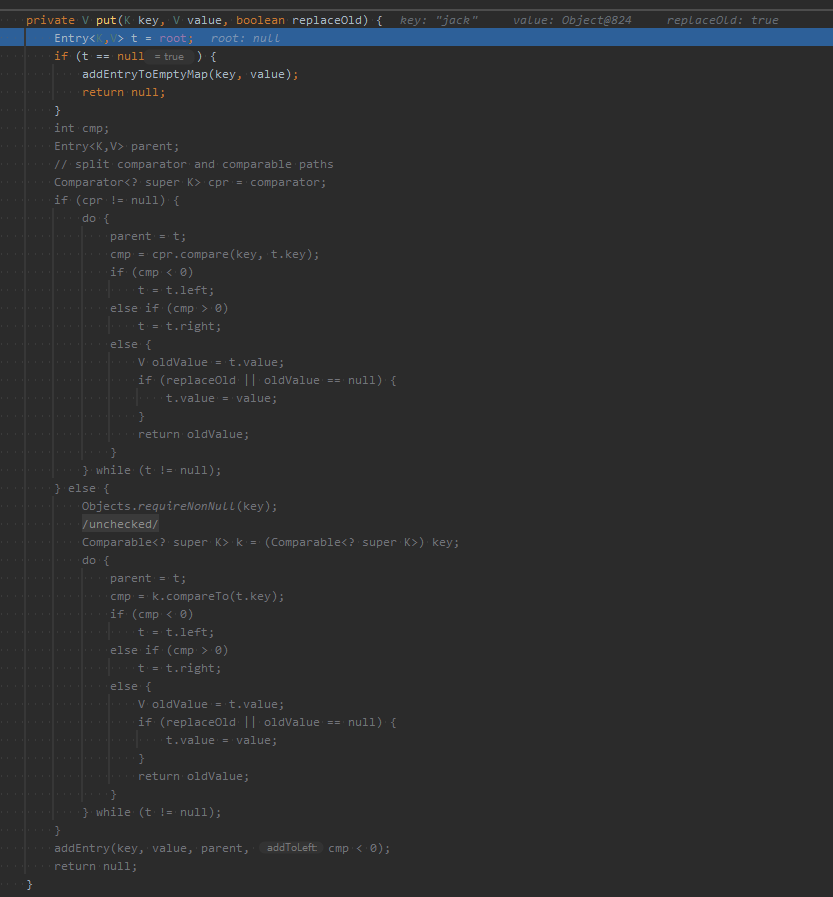 private V put(K key, V value, boolean replaceOld) { key: "jack" value: Object@824 replaceOld: true
Entry<K,V> t = root; root: null
if (t == null = true ) {
addEntryToEmptyMap(key, value);
return null;
}
int cmp;
Entry<K,V> parent;
// split comparator and comparable paths
Comparator<? super K> cpr = comparator;
if (cpr != null) {
do {
parent = t;
cmp = cpr.compare(key, t.key);
if (cmp < 0)
t = t.left;
else if (cmp > 0)
t = t.right;
else {
V oldValue = t.value;
if (replaceOld || oldValue == null) {
t.value = value;
}
return oldValue;
}
} while (t != null);
} else {
Objects.requireNonNull(key);
/unchecked/
Comparable<? super K> k = (Comparable<? super K>) key;
do {
parent = t;
cmp = k.compareTo(t.key);
if (cmp < 0)
t = t.left;
else if (cmp > 0)
t = t.right;
else {
V oldValue = t.value;
if (replaceOld || oldValue == null) {
t.value = value;
}
return oldValue;
}
} while (t != null);
}
addEntry(key, value, parent, addToLeft: cmp < 0);
return null;
}